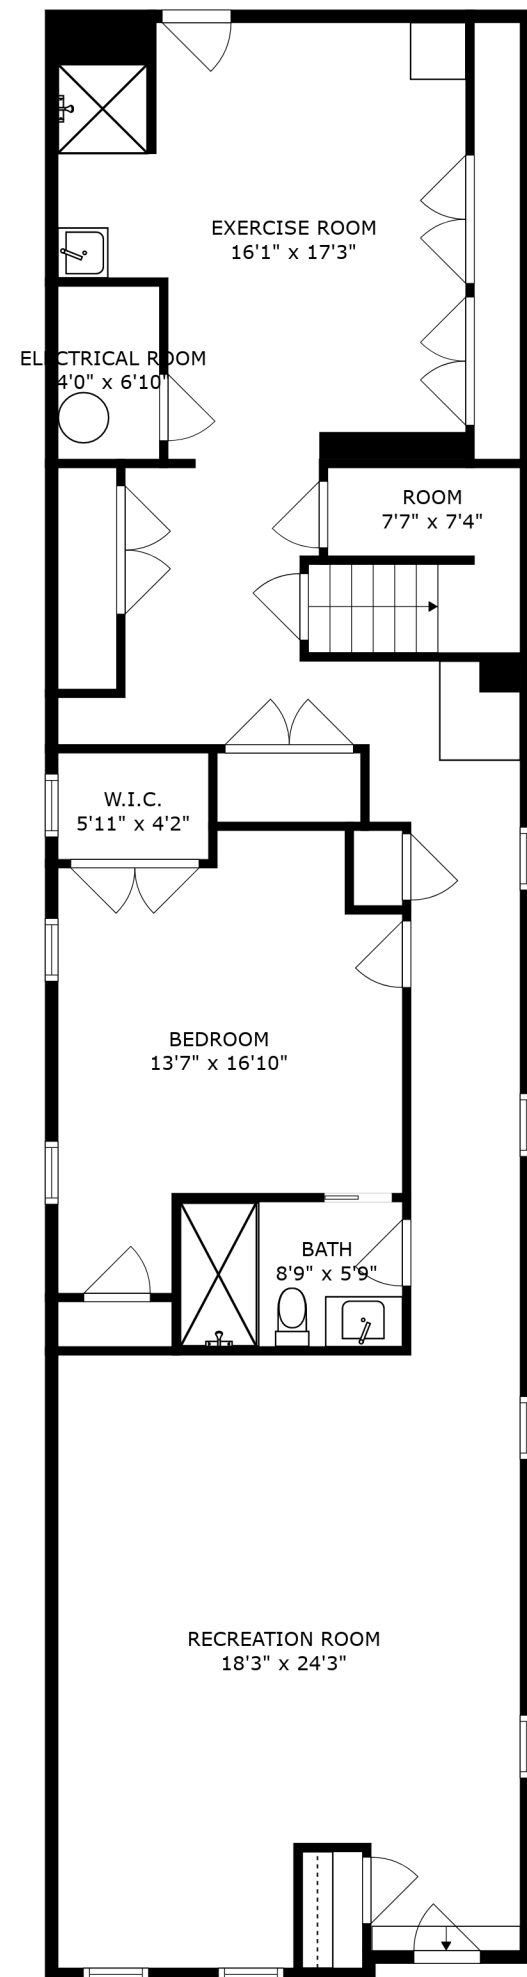 EXERCISE ROOM
16'1" x 17'3"
ELECTRICAL ROOM
4'0" x 6'10"
ROOM
7'7" x 7'4"
W.I.C.
5'11" x 4'2"
BEDROOM
13'7" x 16'10"
BATH
8'9" x 5'9"
RECREATION ROOM
18'3" x 24'3"